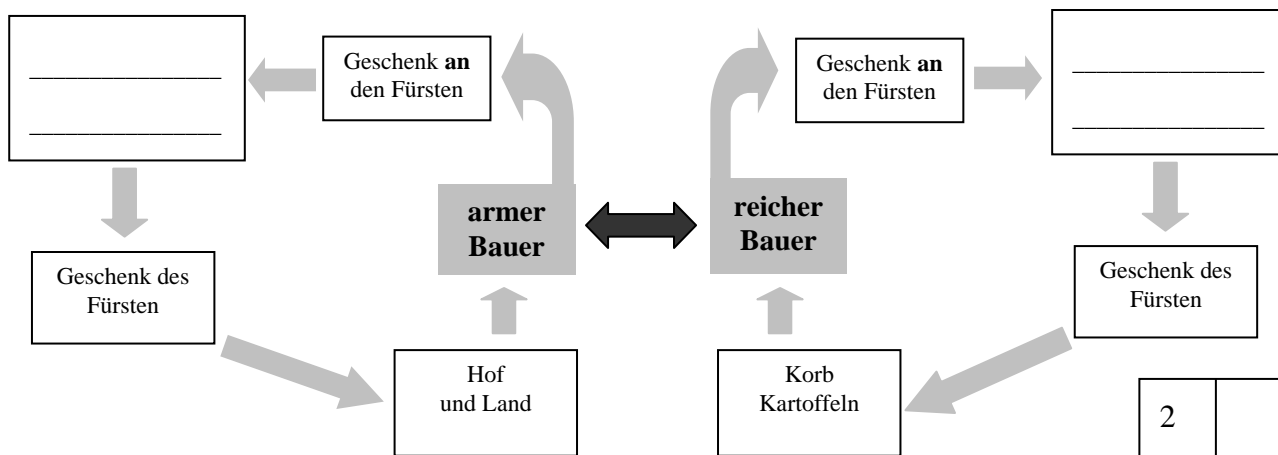 Geschenk an
den Fürsten
Geschenk an
den Fürsten
armer
Bauer
reicher
Bauer
Geschenk des
Fürsten
Geschenk des
Fürsten
Hof
und Land
Korb
Kartoffeln
2